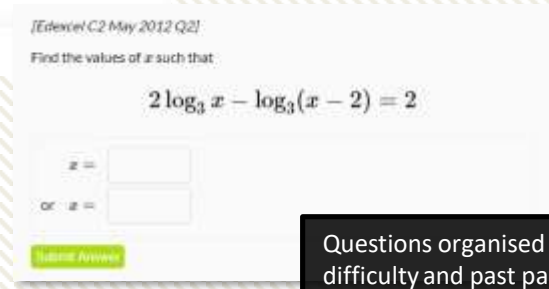 [Edexcel C2 May 2012 Q2]
Find the values of x such that
2 log₃ x − log₃(x − 2) = 2
x =
or x =
Submit Answer
Questions organised
difficulty and past pa